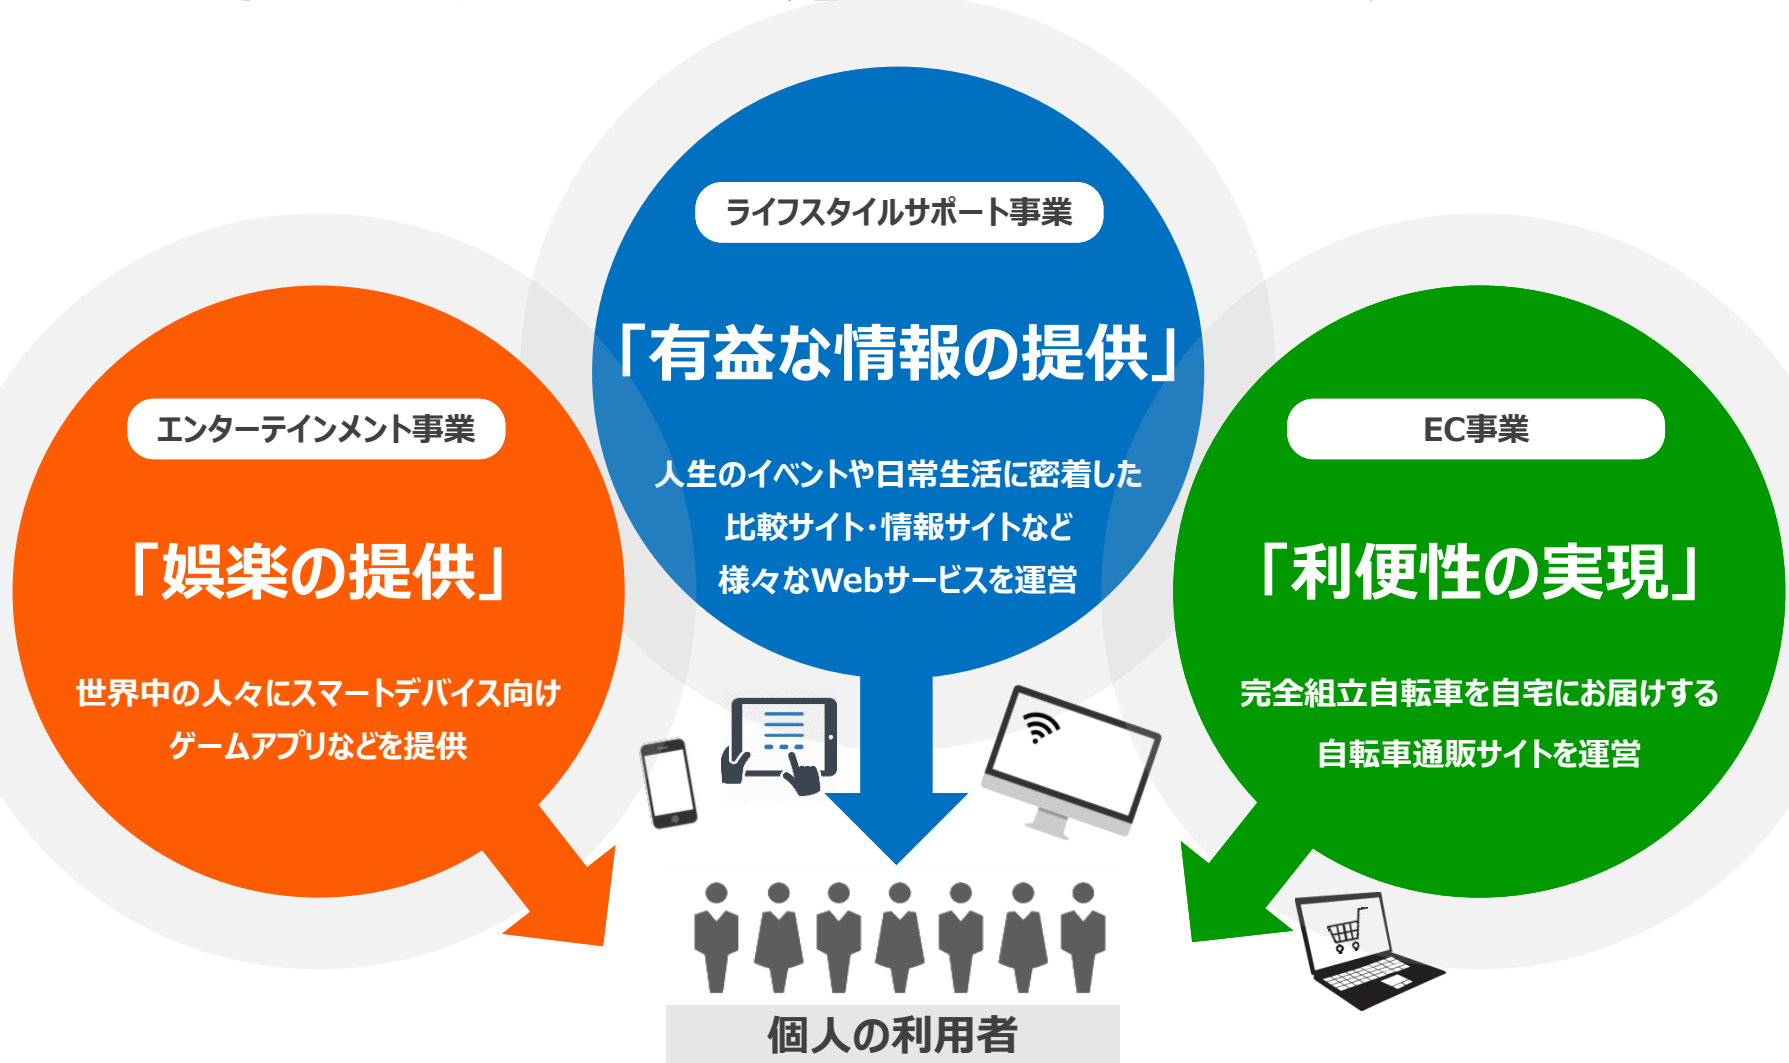 ライフスタイルサポート事業
「有益な情報の提供」
人生のイベントや日常生活に密着した
比較サイト・情報サイトなど
様々なWebサービスを運営
エンターテインメント事業
「娯楽の提供」
世界中の人々にスマートデバイス向け
ゲームアプリなどを提供
EC事業
「利便性の実現」
完全組立自転車を自宅にお届けする
自転車通販サイトを運営
個人の利用者